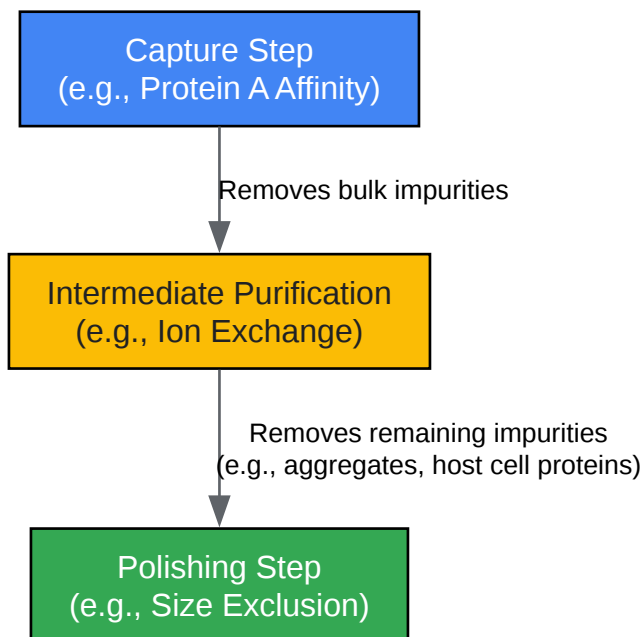 Capture Step
(e.g., Protein A Affinity)
Removes bulk impurities
Intermediate Purification
(e.g., Ion Exchange)
Removes remaining impurities
(e.g., aggregates, host cell proteins)
Polishing Step
(e.g., Size Exclusion)